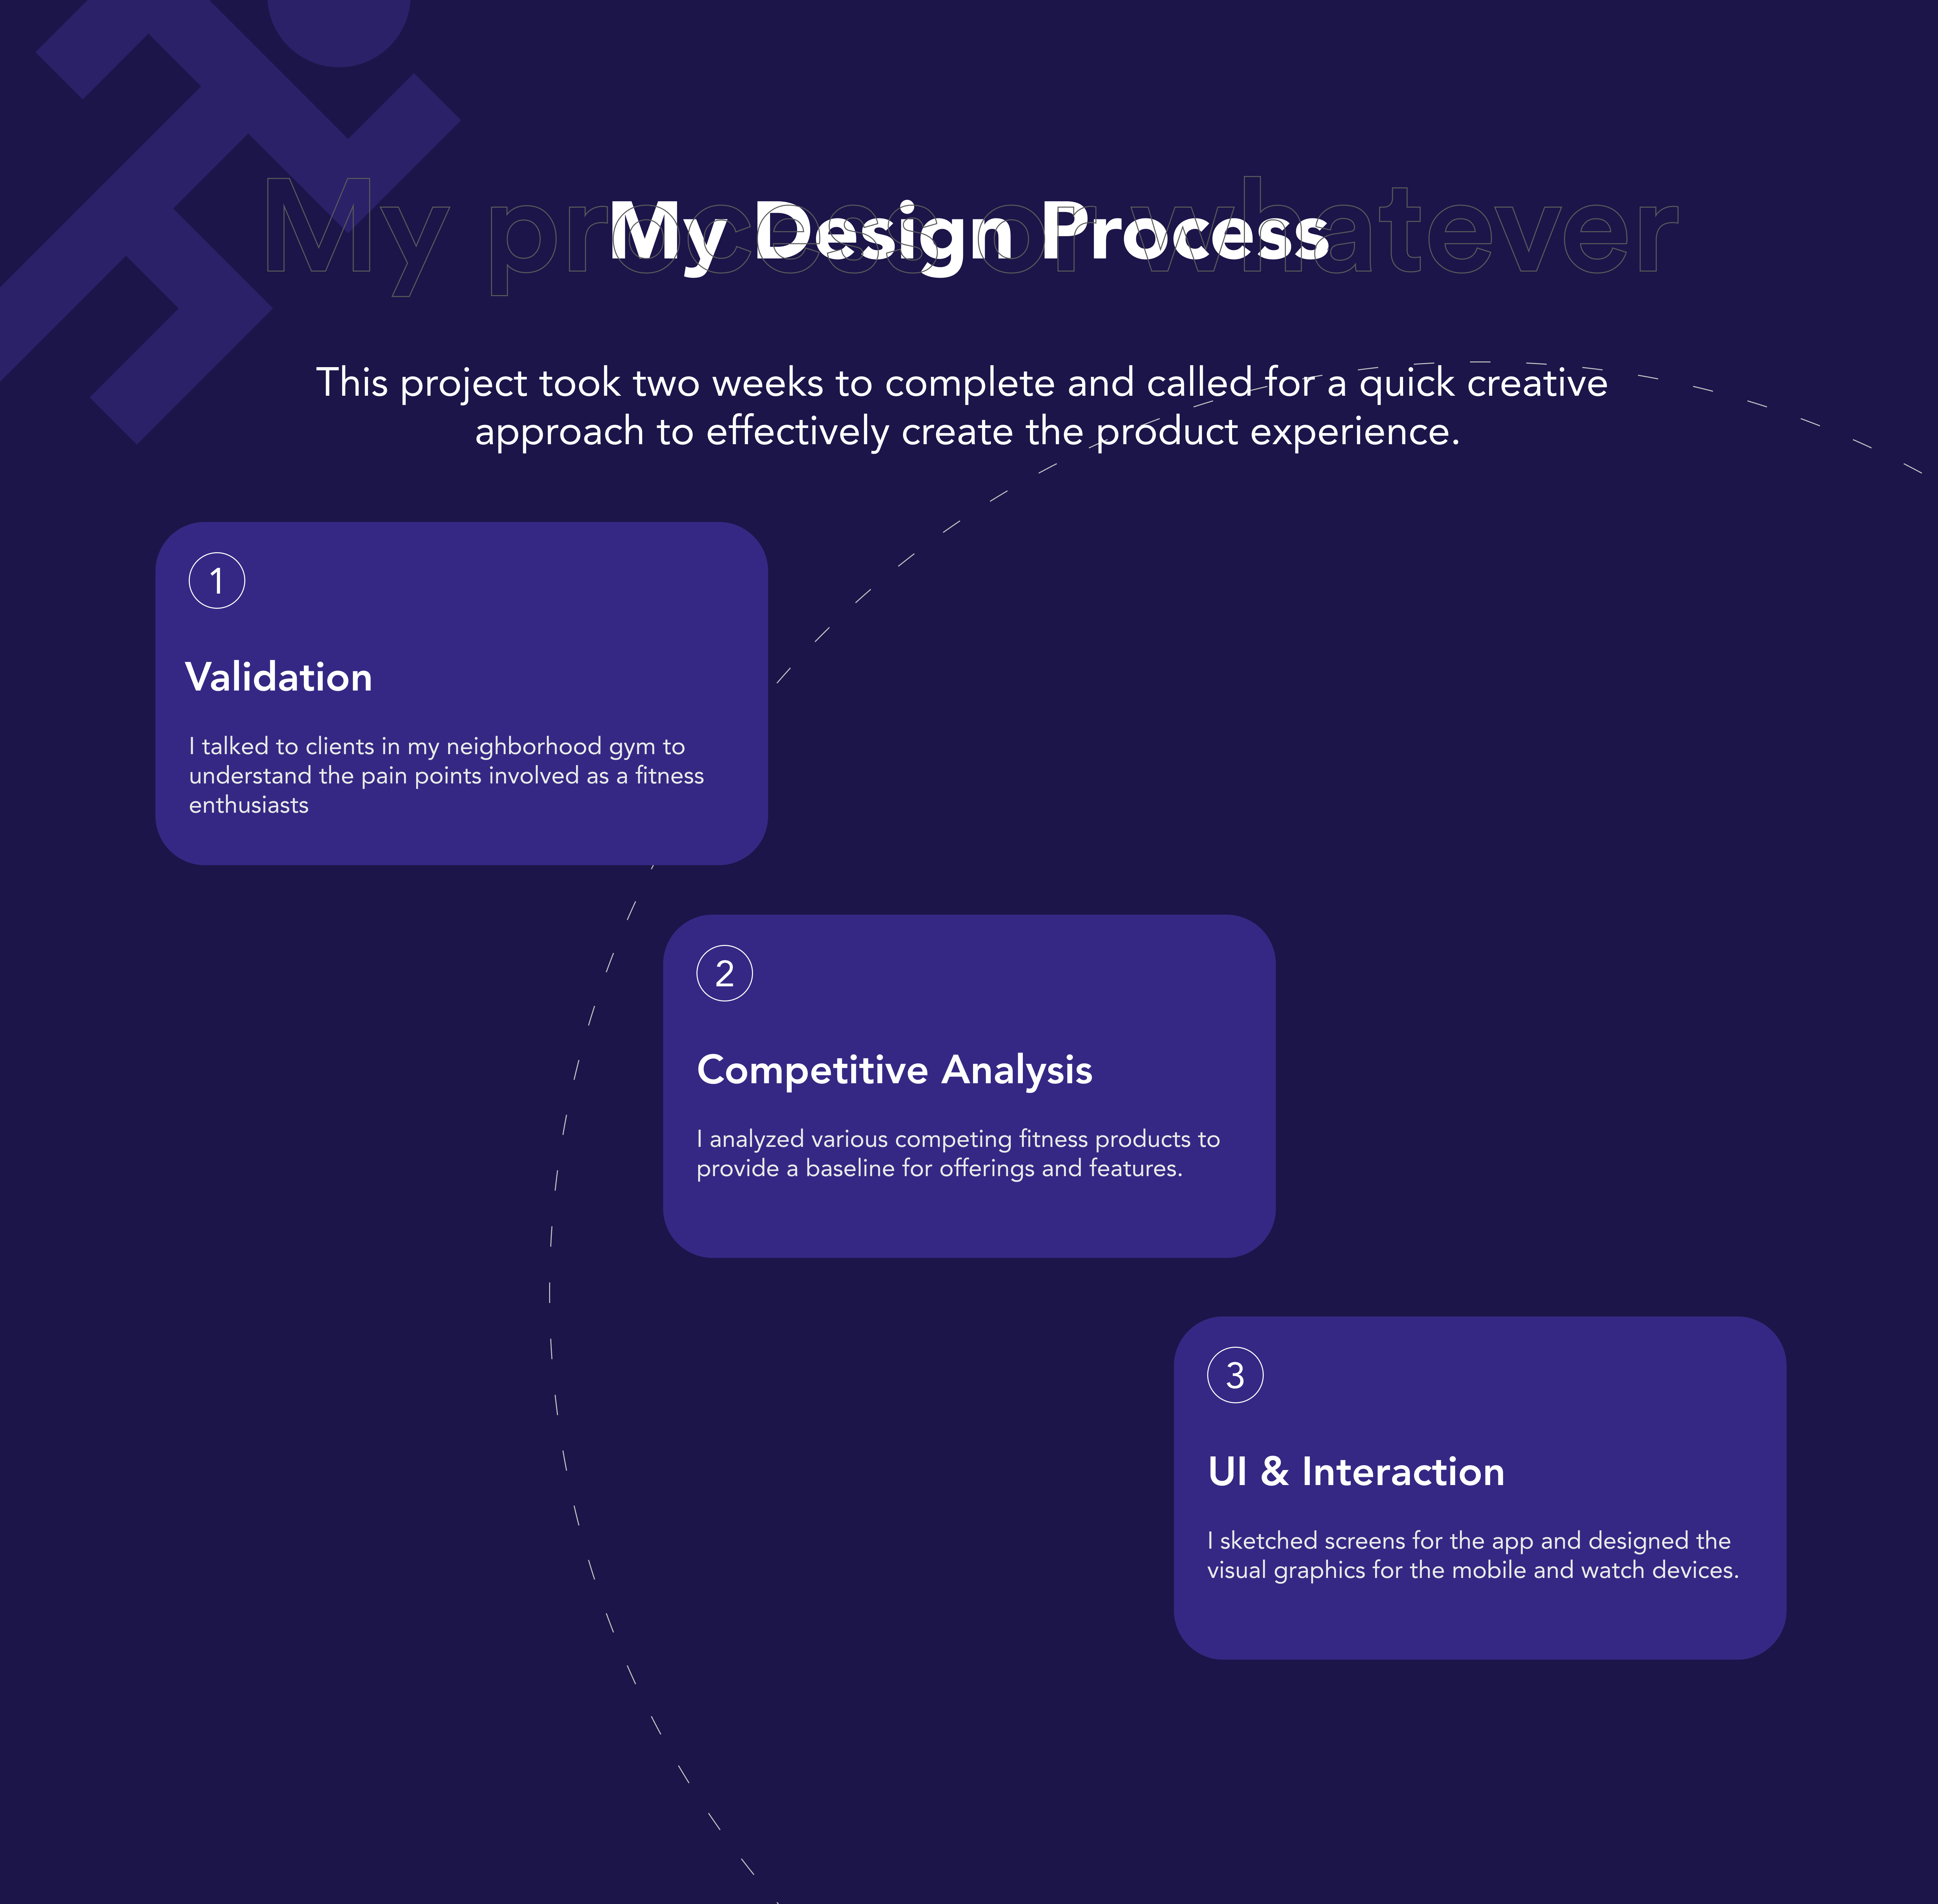 My process or whatever
My Design Process
This project took two weeks to complete and called for a quick creative
approach to effectively create the product experience.
1
Validation
I talked to clients in my neighborhood gym to
understand the pain points involved as a fitness
enthusiasts
2
Competitive Analysis
I analyzed various competing fitness products to
provide a baseline for offerings and features.
3
UI & Interaction
I sketched screens for the app and designed the
visual graphics for the mobile and watch devices.